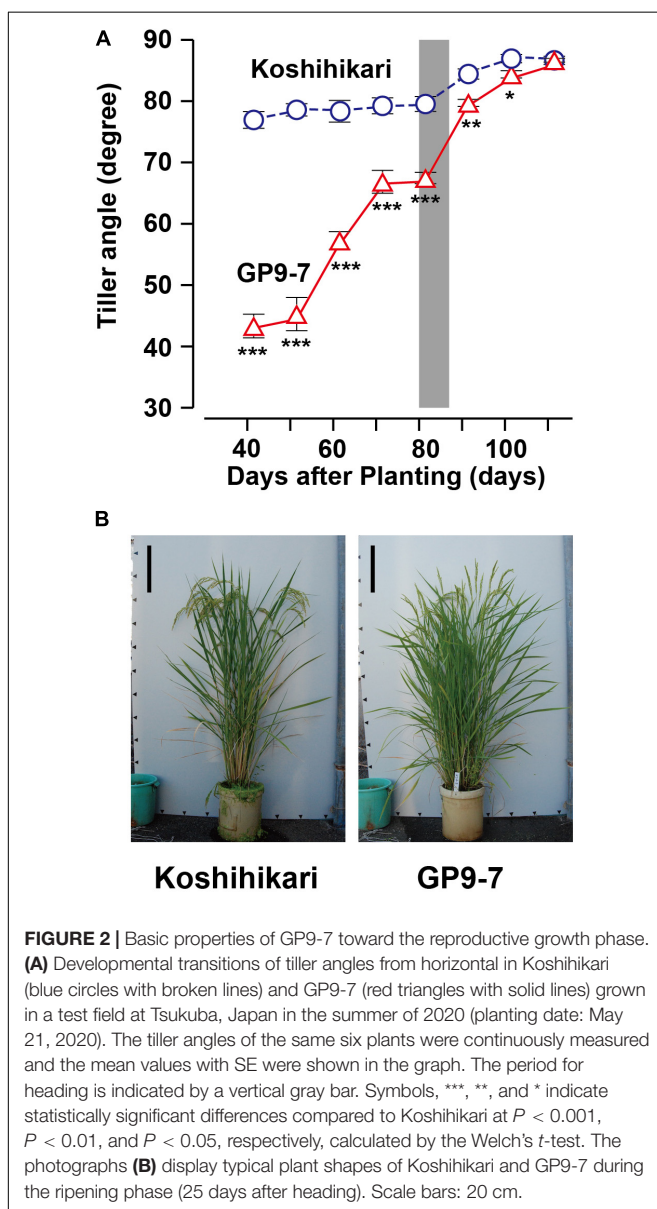 A
90
80
70
60
50
40
30
Tiller angle (degree)
Koshihikari
GP9-7
***
***
***
***
***
**
*
40
60
80
100
Days after Planting (days)
B
Koshihikari
GP9-7
FIGURE 2 | Basic properties of GP9-7 toward the reproductive growth phase.
(A) Developmental transitions of tiller angles from horizontal in Koshihikari
(blue circles with broken lines) and GP9-7 (red triangles with solid lines) grown
in a test field at Tsukuba, Japan in the summer of 2020 (planting date: May
21, 2020). The tiller angles of the same six plants were continuously measured
and the mean values with SE were shown in the graph. The period for
heading is indicated by a vertical gray bar. Symbols, ***, **, and * indicate
statistically significant differences compared to Koshihikari at P < 0.001,
P < 0.01, and P < 0.05, respectively, calculated by the Welch's t-test. The
photographs (B) display typical plant shapes of Koshihikari and GP9-7 during
the ripening phase (25 days after heading). Scale bars: 20 cm.